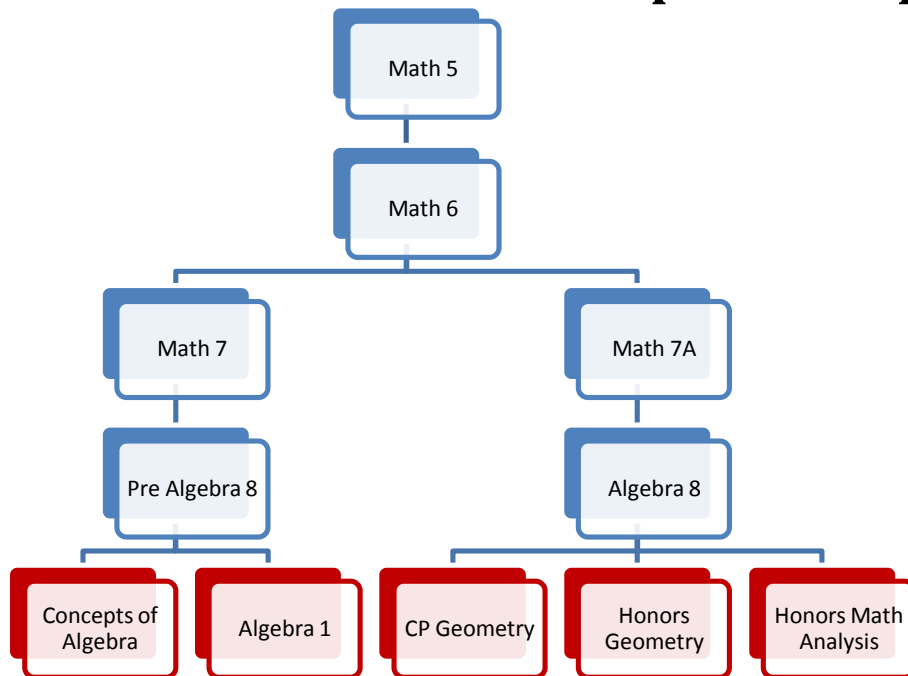 Math 5
Math 6
Math 7
Math 7A
Pre Algebra 8
Algebra 8
Concepts of
Algebra
Algebra 1
CP Geometry
Honors
Geometry
Honors Math
Analysis